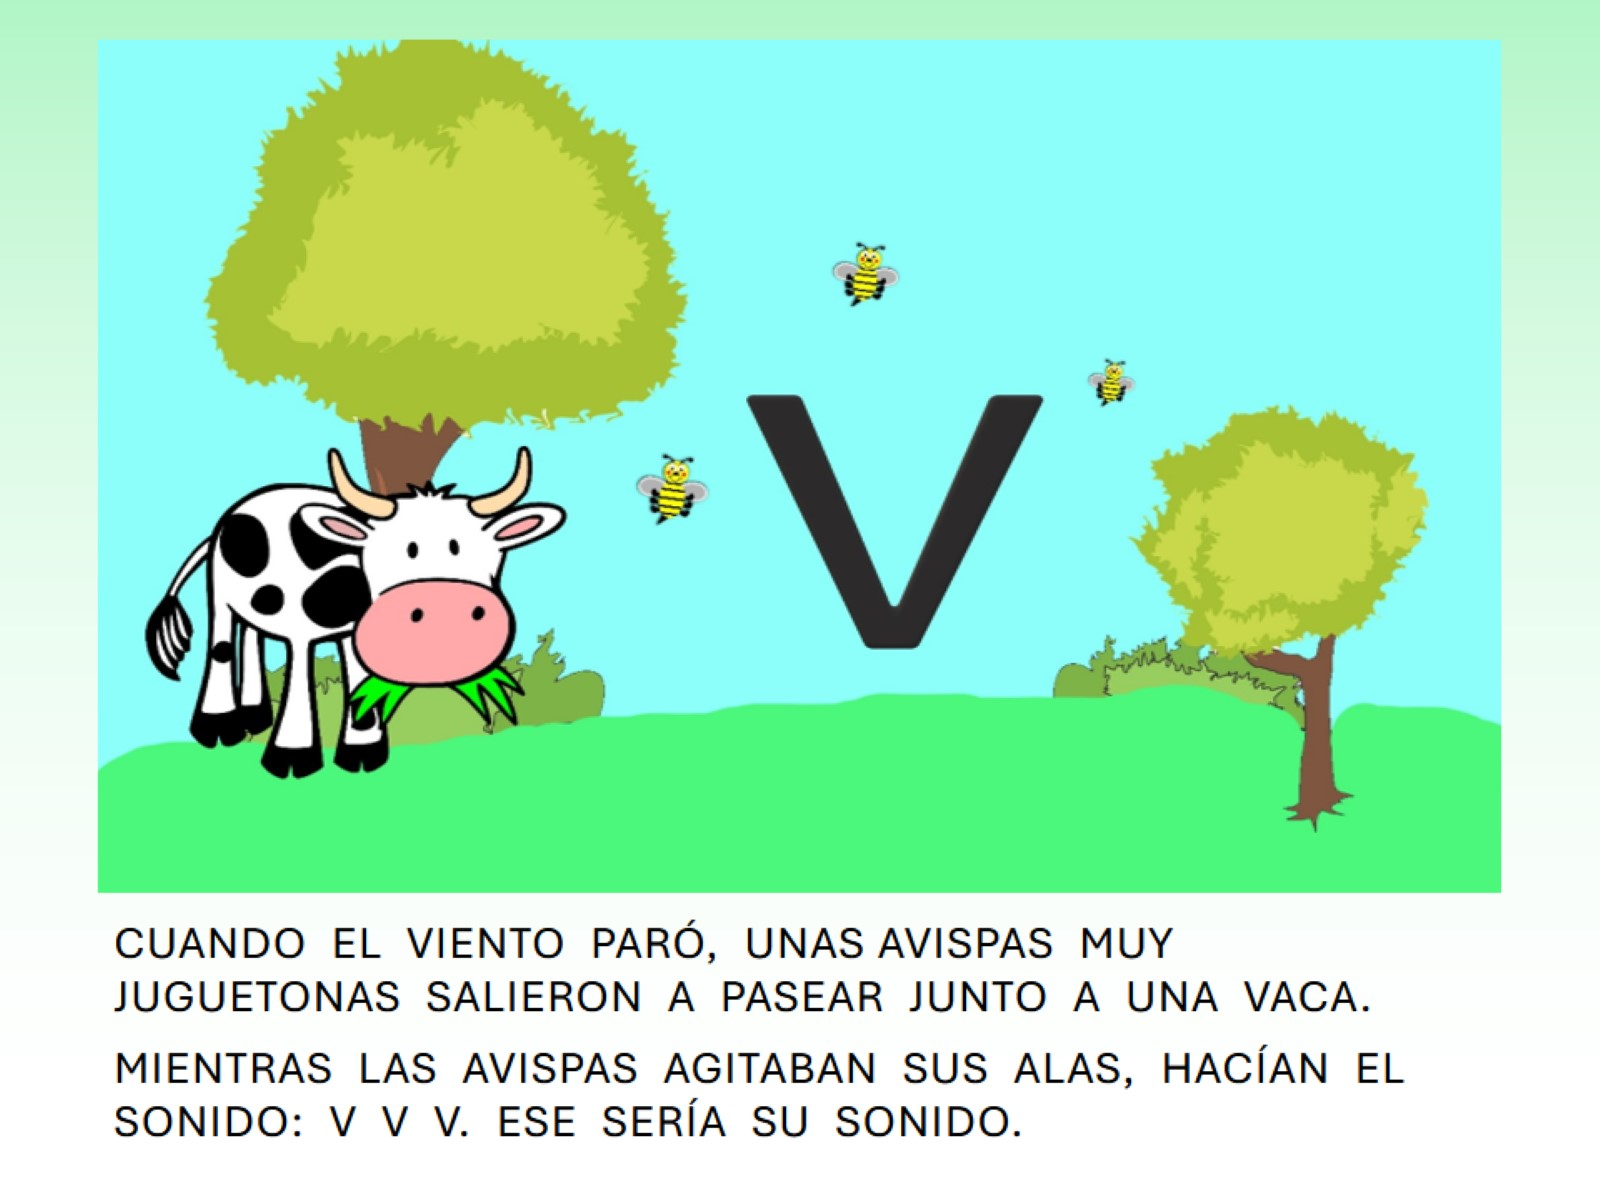 V
CUANDO EL VIENTO PARÓ, UNAS AVISPAS MUY
JUGUETONAS SALIERON A PASEAR JUNTO A UNA VACA.
MIENTRAS LAS AVISPAS AGITABAN SUS ALAS, HACÍAN EL
SONIDO: V V V. ESE SERÍA SU SONIDO.